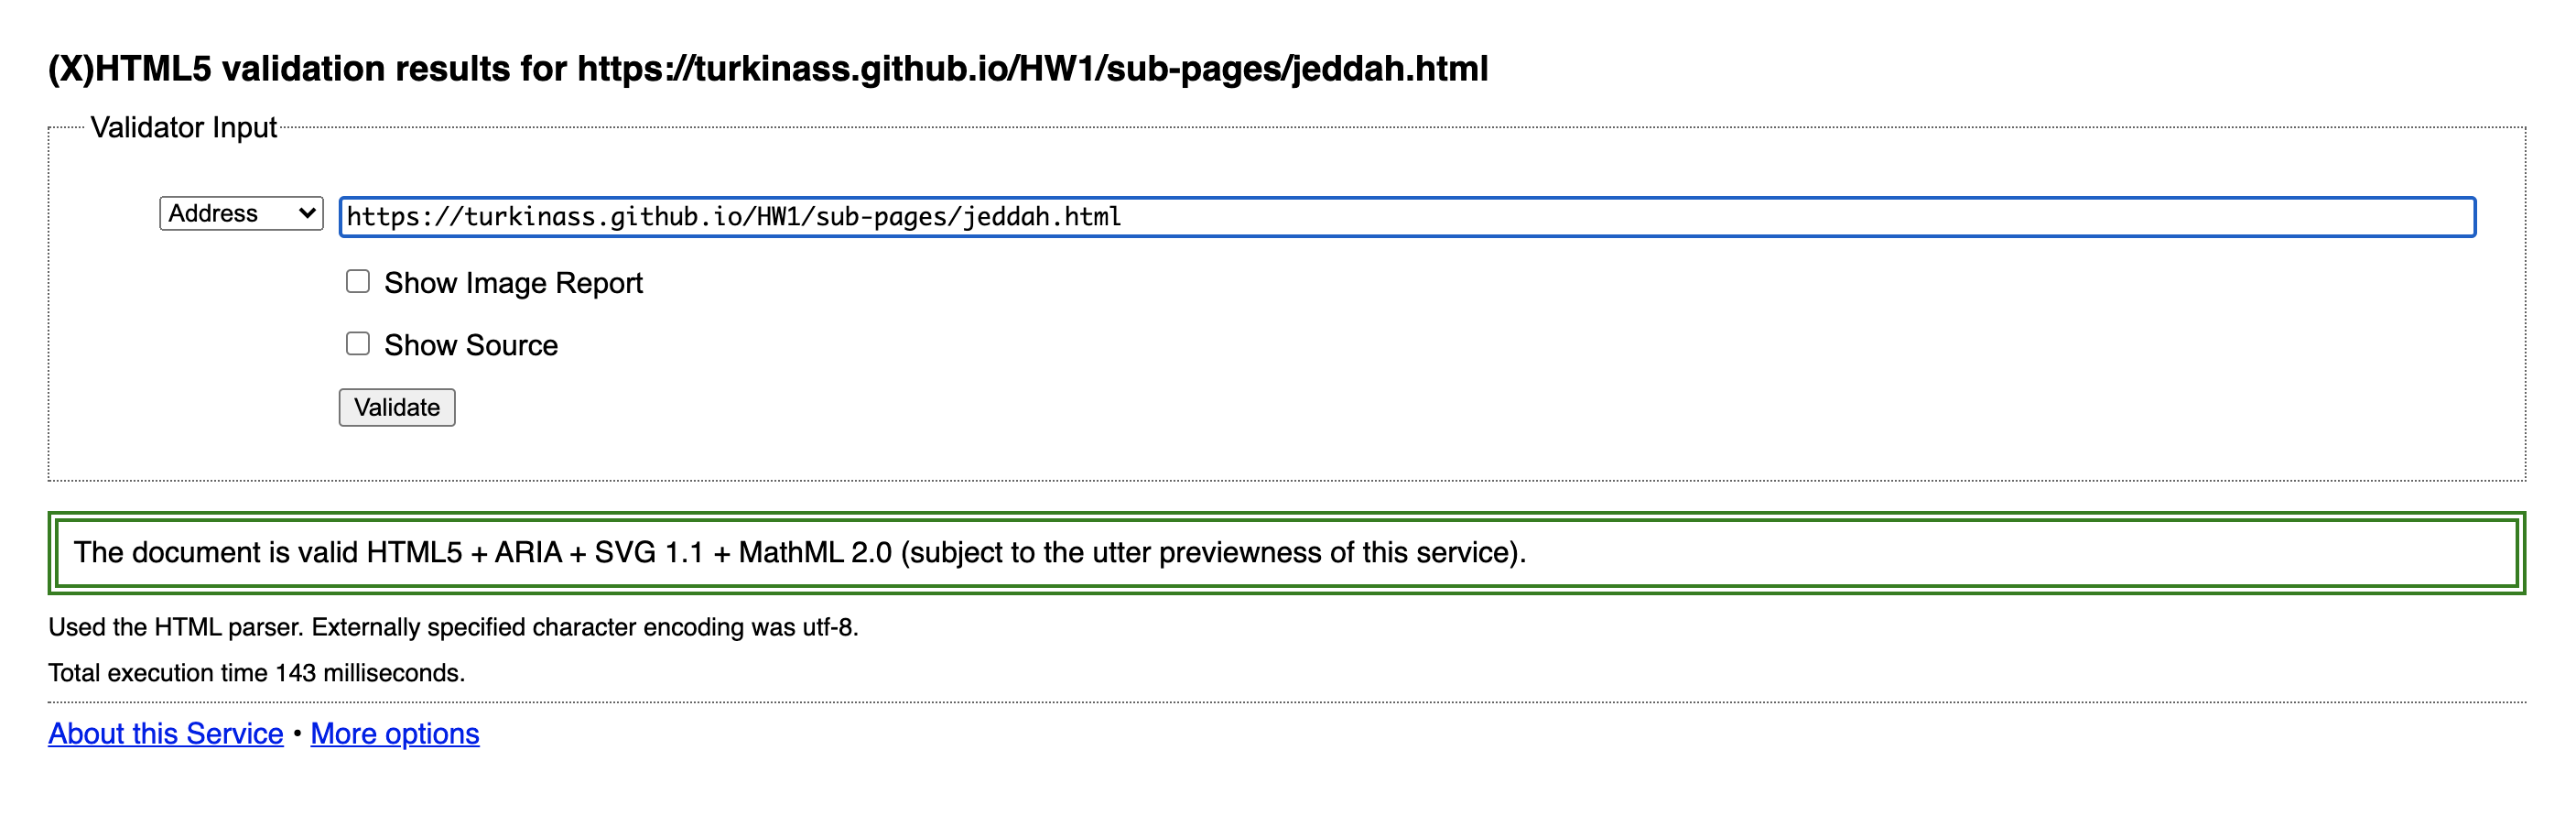 (X)HTML5 validation results for https://turkinass.github.io/HW1/sub-pages/jeddah.html
Validator Input
Address https://turkinass.github.io/HW1/sub-pages/jeddah.html
Show Image Report
Show Source
Validate
The document is valid HTML5 + ARIA + SVG 1.1 + MathML 2.0 (subject to the utter previewness of this service).
Used the HTML parser. Externally specified character encoding was utf-8.
Total execution time 143 milliseconds.
About this Service • More options